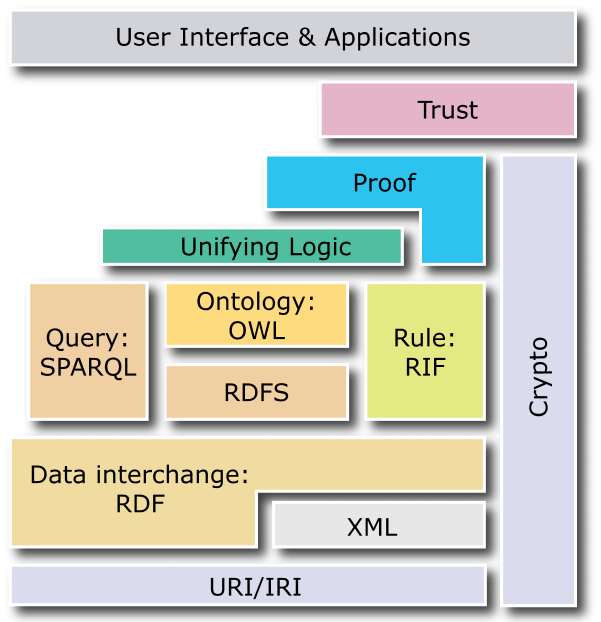 User Interface & Applications
Trust
Proof
Unifying Logic
Query:
SPARQL
Ontology:
OWL
RDFS
Rule:
RIF
Crypto
Data interchange:
RDF
XML
URI/IRI